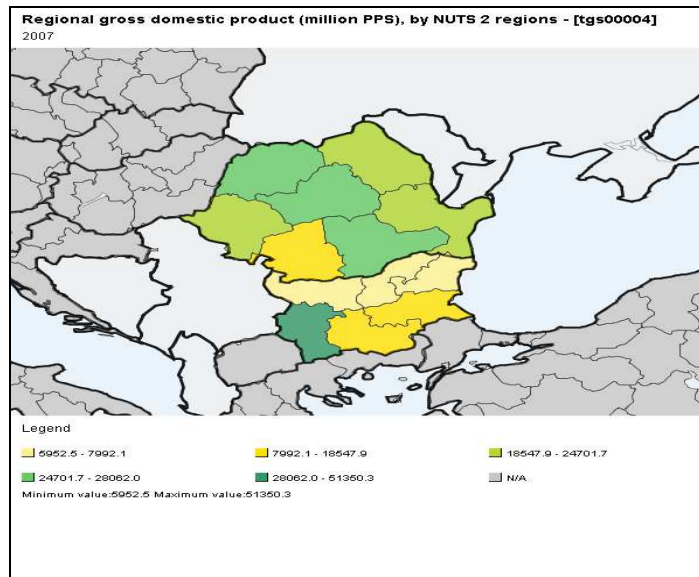 Regional gross domestic product (million PPS), by NUTS 2 regions - [tgs00004]
2007
Legend
5952.5 - 7992.1 7992.1 - 18547.9 18547.9 - 24701.7
24701.7 - 28062.0 28062.0 - 51350.3 N/A
Minimum value:5952.5 Maximum value:51350.3